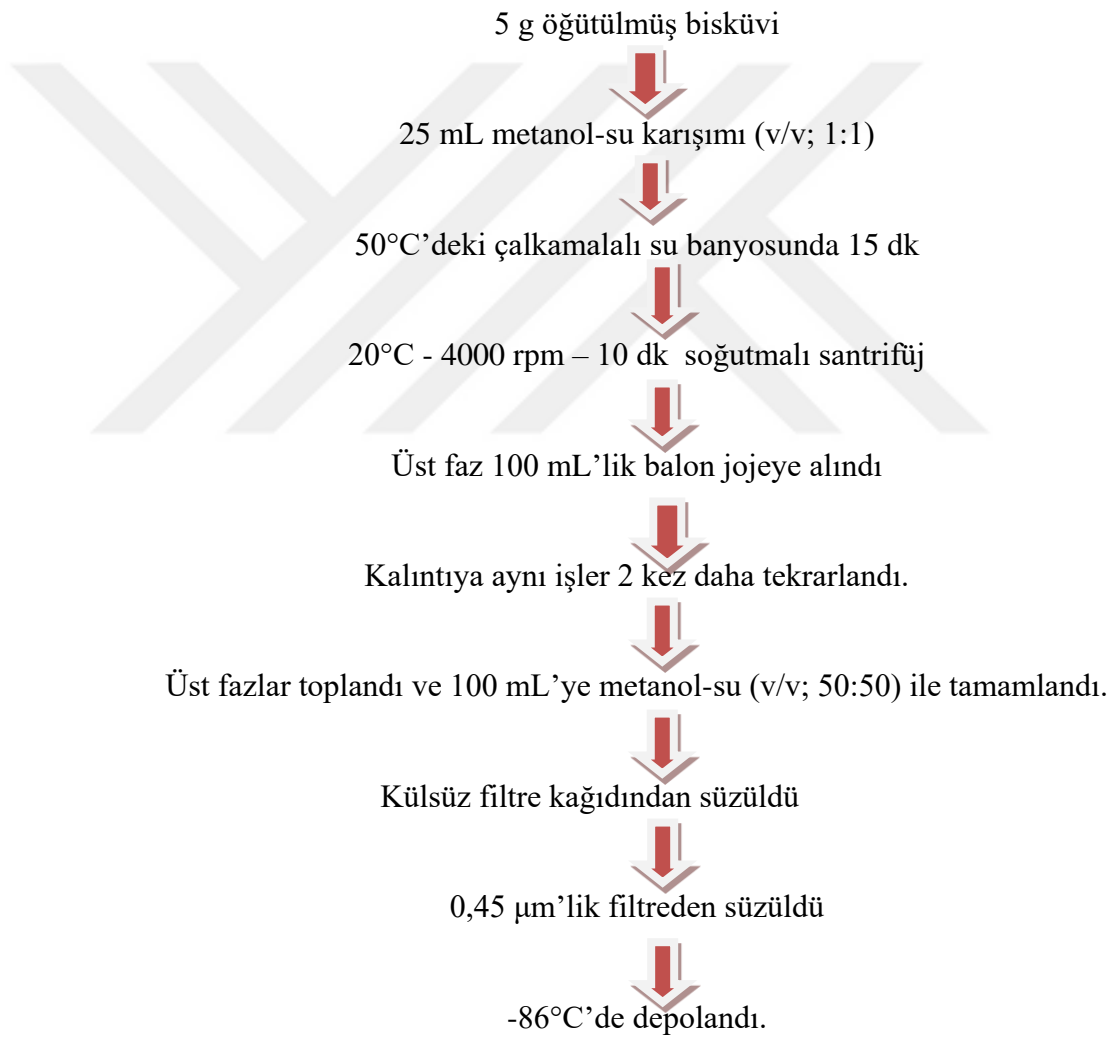 5 g öğütülmüş bisküvi
25 mL metanol-su karışımı (v/v; 1:1)
50°C’deki çalkamalalı su banyosunda 15 dk
20°C - 4000 rpm – 10 dk  soğutmalı santrifüj
Üst faz 100 mL’lik balon jojeye alındı
Kalıntıya aynı işler 2 kez daha tekrarlandı.
Üst fazlar toplandı ve 100 mL’ye metanol-su (v/v; 50:50) ile tamamlandı.
Külsüz filtre kağıdından süzüldü
0,45 μm’lik filtreden süzüldü
-86°C’de depolandı.